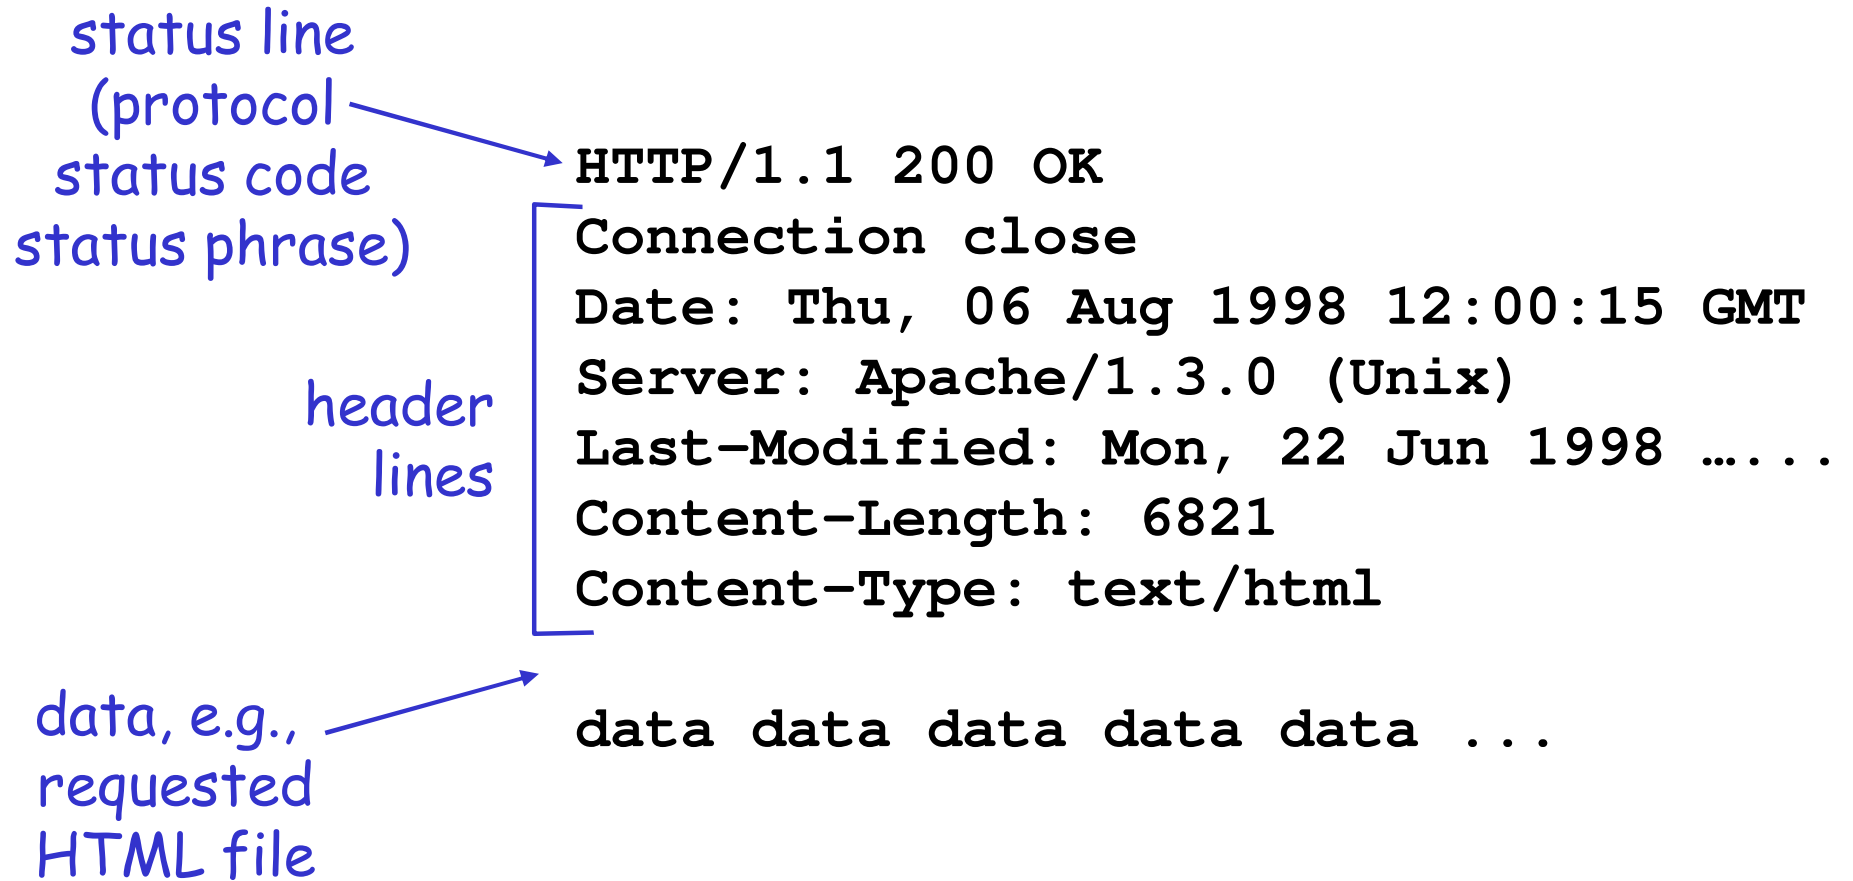 status line
(protocol
status code
status phrase)
HTTP/1.1 200 OK
Connection close
Date: Thu, 06 Aug 1998 12:00:15 GMT
Server: Apache/1.3.0 (Unix)
Last-Modified: Mon, 22 Jun 1998 …...
Content-Length: 6821
Content-Type: text/html
header
lines
data, e.g.,
requested
HTML file
data data data data data ...